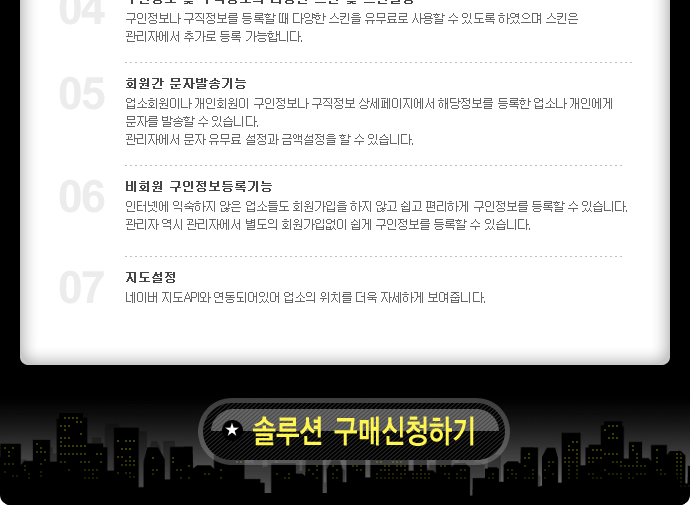 04
구인정보나 구직정보를 등록할 때 다양한 스킨을 유무료로 사용할 수 있도록 하였으며 스킨은
관리자에서 추가로 등록 가능합니다.
05
회원간 문자발송기능
업소회원이나 개인회원이 구인정보나 구직정보 상세페이지에서 해당정보를 등록한 업소나 개인에게
문자를 발송할 수 있습니다.
관리자에서 문자 유무료 설정과 금액설정을 할 수 있습니다.
06
비회원 구인정보등록기능
인터넷에 익숙하지 않은 업소들도 회원가입을 하지 않고 쉽고 편리하게 구인정보를 등록할 수 있습니다.
관리자 역시 관리자에서 별도의 회원가입없이 쉽게 구인정보를 등록할 수 있습니다.
07
지도설정
네이버 지도API와 연동되어있어 업소의 위치를 더욱 자세하게 보여줍니다.
솔루션 구매신청하기